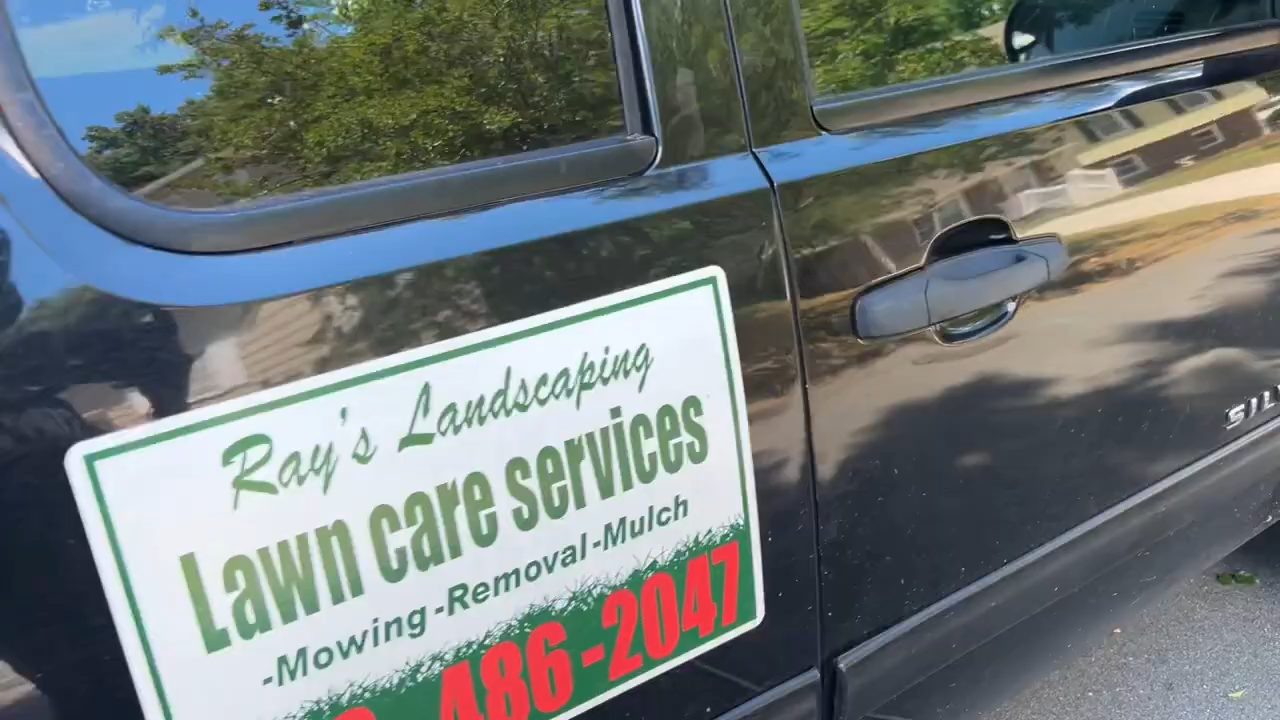 Ray's Landscaping
Lawn care services
-Mowing -Removal -Mulch
486-2047